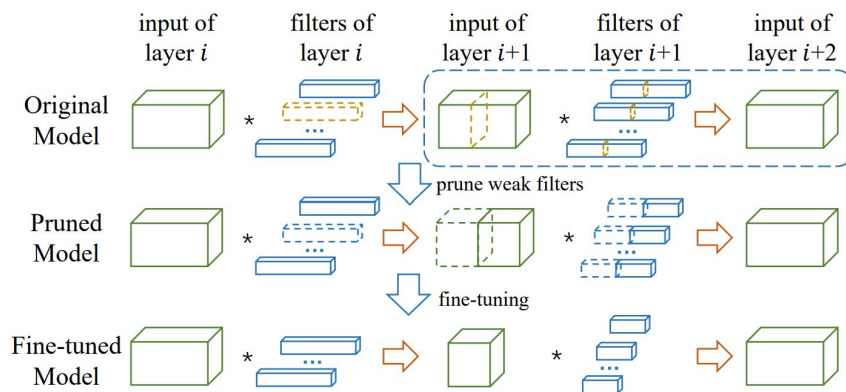 input of
layer i
filters of
layer i
input of
layer i+1
filters of
layer i+1
input of
layer i+2
Original
Model
*
...
*
...
prune weak filters
Pruned
Model
*
...
*
...
fine-tuning
Fine-tuned
Model
*
...
*
...